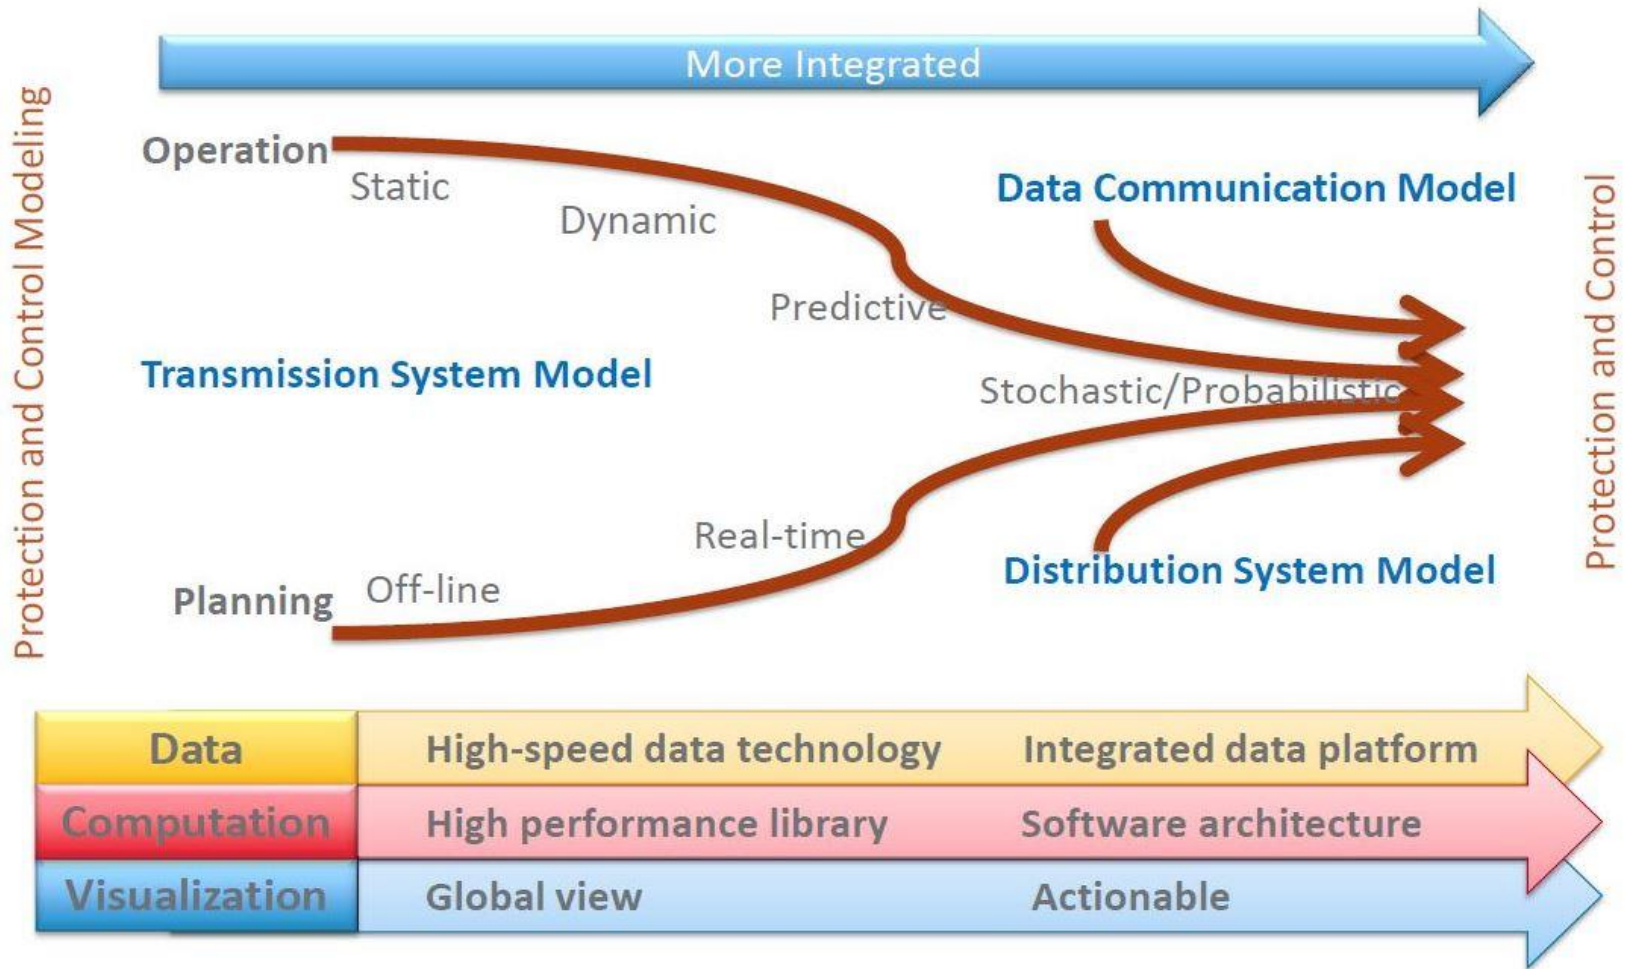 More Integrated
Protection and Control Modeling
Operation
Static
Dynamic
Predictive
Data Communication Model
Transmission System Model
Stochastic/Probabilistic
Protection and Control
Real-time
Distribution System Model
Planning
Off-line
Data
High-speed data technology
Integrated data platform
Computation
High performance library
Software architecture
Visualization
Global view
Actionable